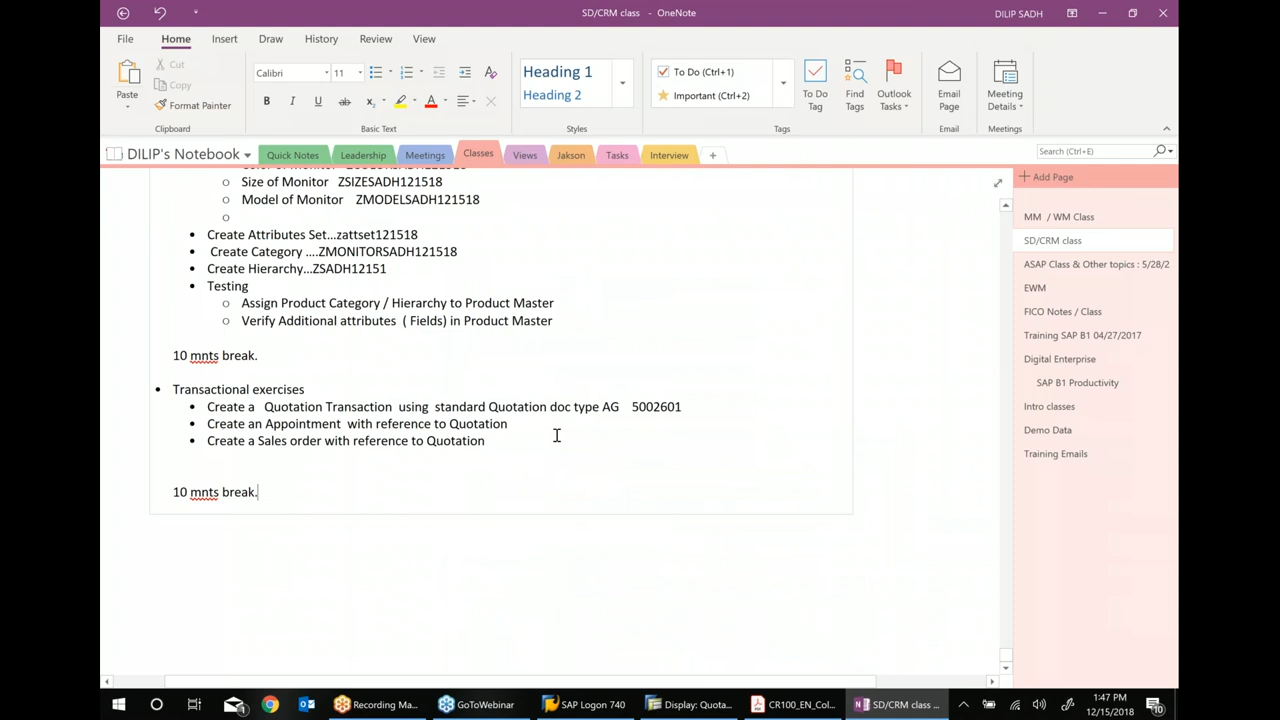 SD/CRM class - OneNote
DILIP SADH
File Home Insert Draw History Review View
Paste
Cut
Copy
Format Painter
Clipboard
Calibri 11
B I U ab x₂ A
Basic Text
Heading 1
Heading 2
Styles
To Do (Ctrl+1)
Important (Ctrl+2)
To Do Tag
Find Tags
Outlook Tasks
Tags
Email Page
Email
Meeting Details
Meetings
DILIP's Notebook
Quick Notes Leadership Meetings Classes Views Jakson Tasks Interview
Search (Ctrl+E)
Size of Monitor ZSIZESADH121518
Model of Monitor ZMODELSADH121518
Create Attributes Set...zattset121518
Create Category ....ZMONITORSADH121518
Create Hierarchy...ZSADH12151
Testing
Assign Product Category / Hierarchy to Product Master
Verify Additional attributes ( Fields) in Product Master
10 mnts break.
Transactional exercises
Create a Quotation Transaction using standard Quotation doc type AG 5002601
Create an Appointment with reference to Quotation
Create a Sales order with reference to Quotation
10 mnts break.
Add Page
MM / WM Class
SD/CRM class
ASAP Class & Other topics : 5/28/2
EWM
FICO Notes / Class
Training SAP B1 04/27/2017
Digital Enterprise
SAP B1 Productivity
Intro classes
Demo Data
Training Emails
Recording Ma...
GoToWebinar
SAP Logon 740
Display: Quota...
CR100_EN_Col...
SD/CRM class ...
1:47 PM
12/15/2018
10